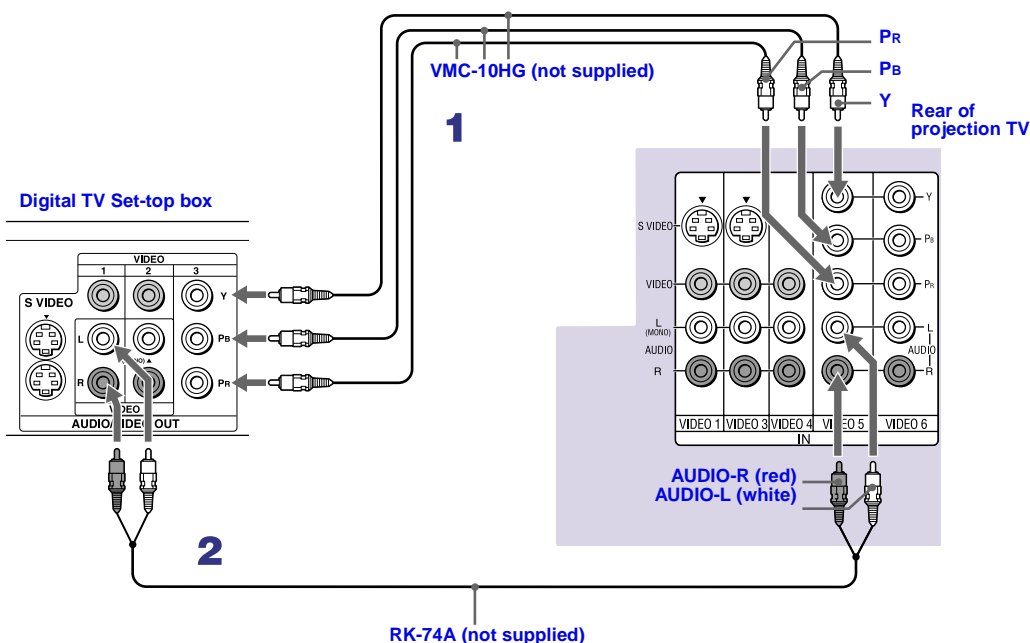 PR
PB
Y
VMC-10HG (not supplied)
1
Rear of
projection TV
Digital TV Set-top box
VIDEO
1 2 3
S VIDEO
Y
L
PB
R
PR
VIDEO
AUDIO/VIDEO OUT
S VIDEO
Y
PB
VIDEO
PR
L
(MONO)
AUDIO
R
L
AUDIO
R
VIDEO 1 VIDEO 3 VIDEO 4 VIDEO 5 VIDEO 6
IN
AUDIO-R (red)
AUDIO-L (white)
2
RK-74A (not supplied)